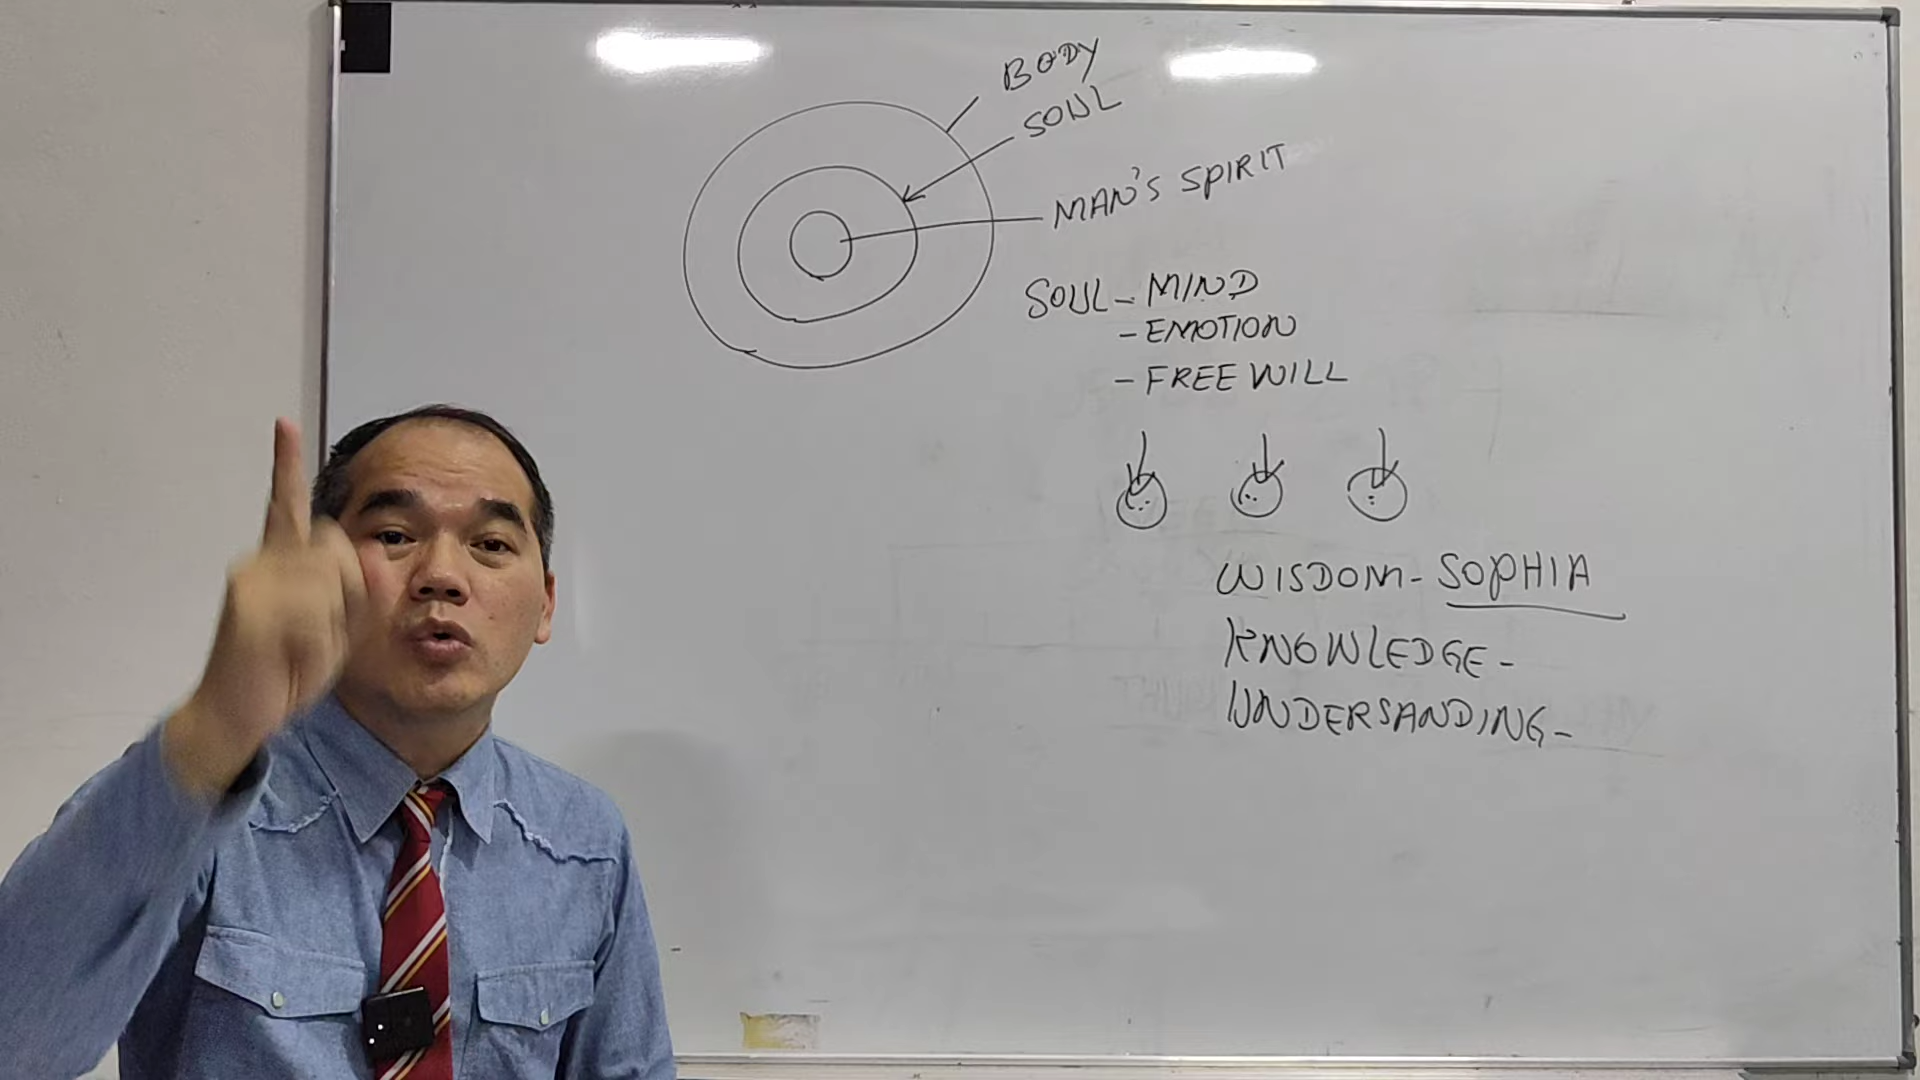 BODY
SOUL
MAN'S SPIRIT
SOUL - MIND
- EMOTION
- FREE WILL
WISDOM - SOPHIA
KNOWLEDGE -
UNDERSANDING -